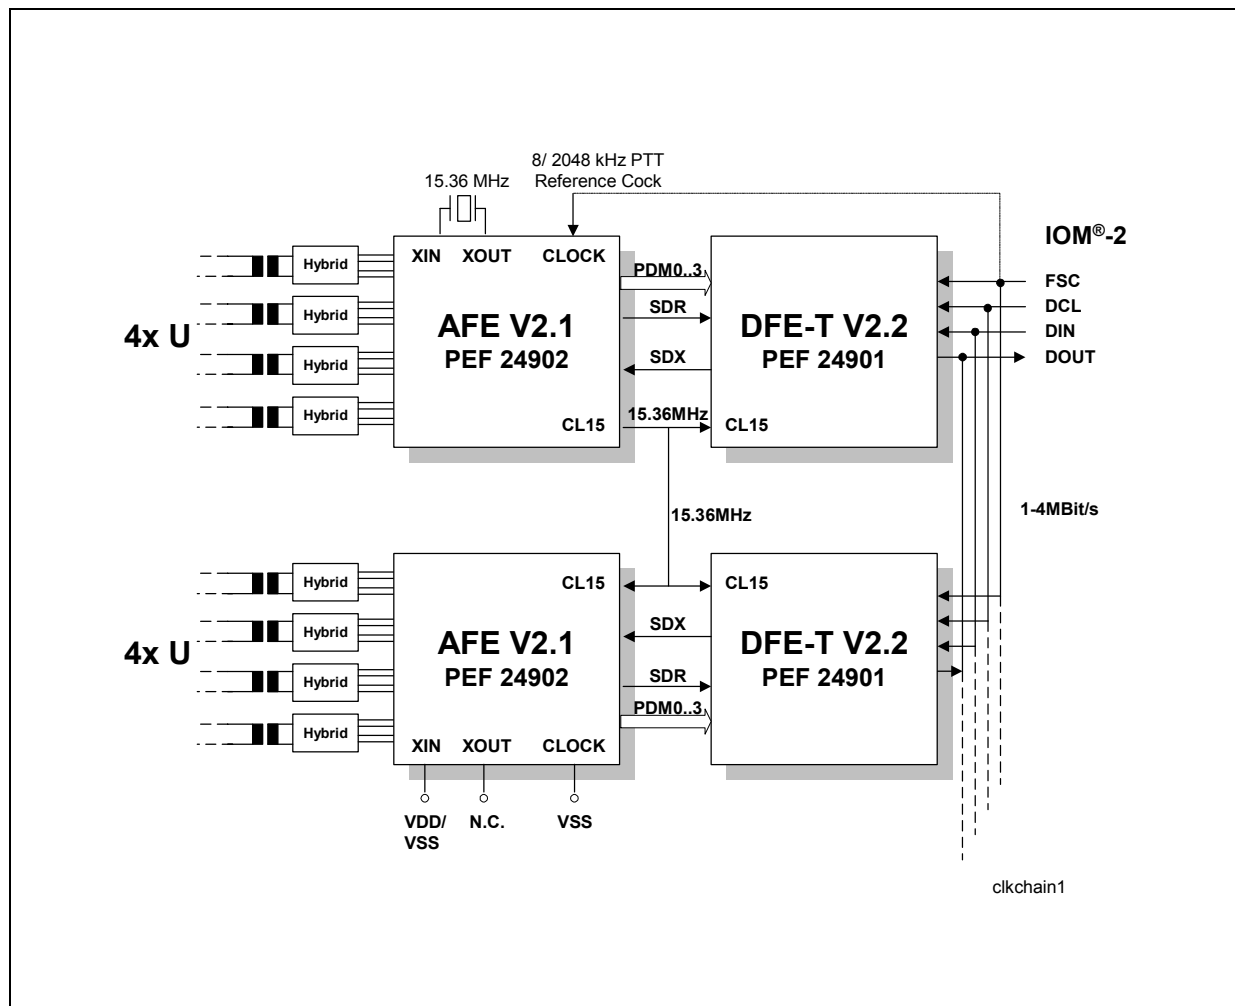 8/ 2048 kHz PTT
Reference Cock
15.36 MHz
IOM®-2
XIN XOUT CLOCK
Hybrid
Hybrid
Hybrid
Hybrid
4x U
AFE V2.1
PEF 24902
CL15
PDM0..3
SDR
SDX
15.36MHz
DFE-T V2.2
PEF 24901
CL15
FSC
DCL
DIN
DOUT
15.36MHz
1-4MBit/s
Hybrid
Hybrid
Hybrid
Hybrid
4x U
CL15
AFE V2.1
PEF 24902
XIN XOUT CLOCK
SDX
SDR
PDM0..3
CL15
DFE-T V2.2
PEF 24901
VDD/
VSS
N.C.
VSS
clkchain1